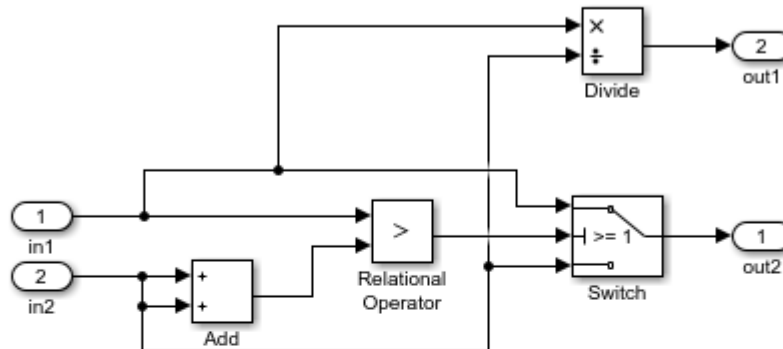 ×
÷
Divide
2
out1
1
in1
>
Relational
Operator
>= 1
Switch
1
out2
2
in2
+
+
Add